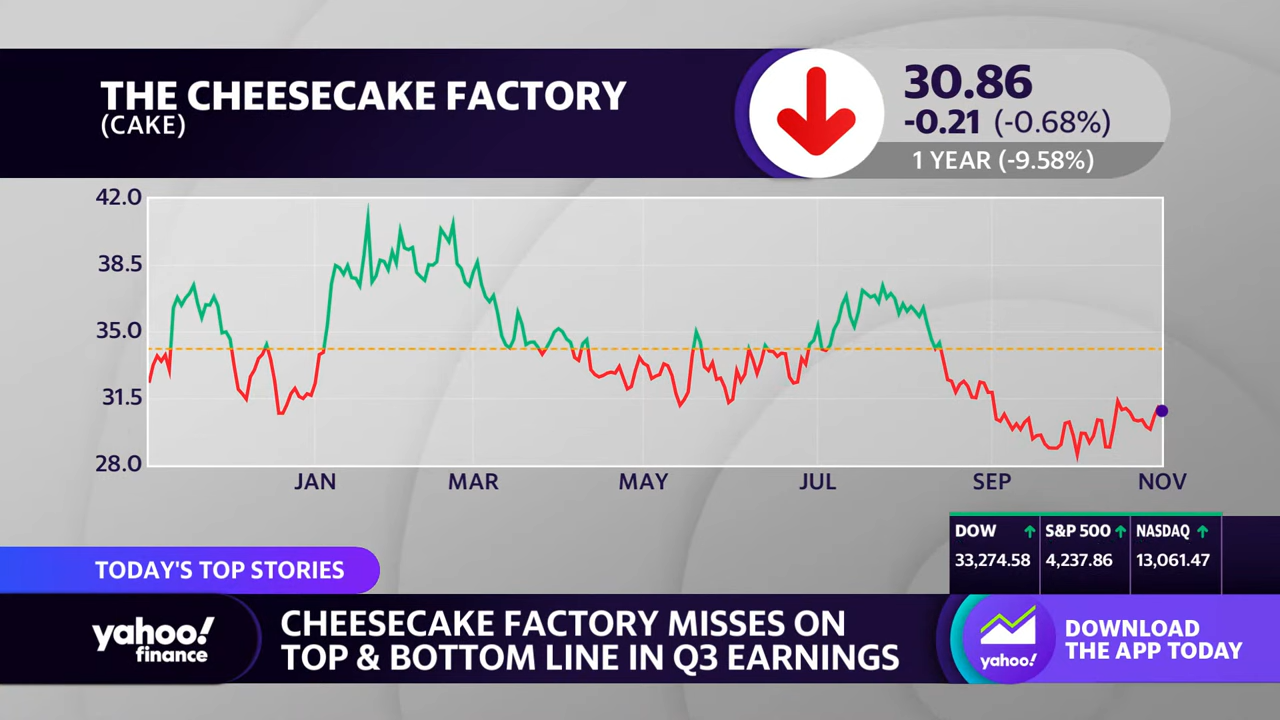 THE CHEESECAKE FACTORY
(CAKE)
30.86
-0.21 (-0.68%)
1 YEAR (-9.58%)
42.0
38.5
35.0
31.5
28.0
JAN MAR MAY JUL SEP NOV
DOW S&P 500 NASDAQ
33,274.58 4,237.86 13,061.47
TODAY'S TOP STORIES
yahoo!
finance
CHEESECAKE FACTORY MISSES ON
TOP & BOTTOM LINE IN Q3 EARNINGS
yahoo!
DOWNLOAD
THE APP TODAY